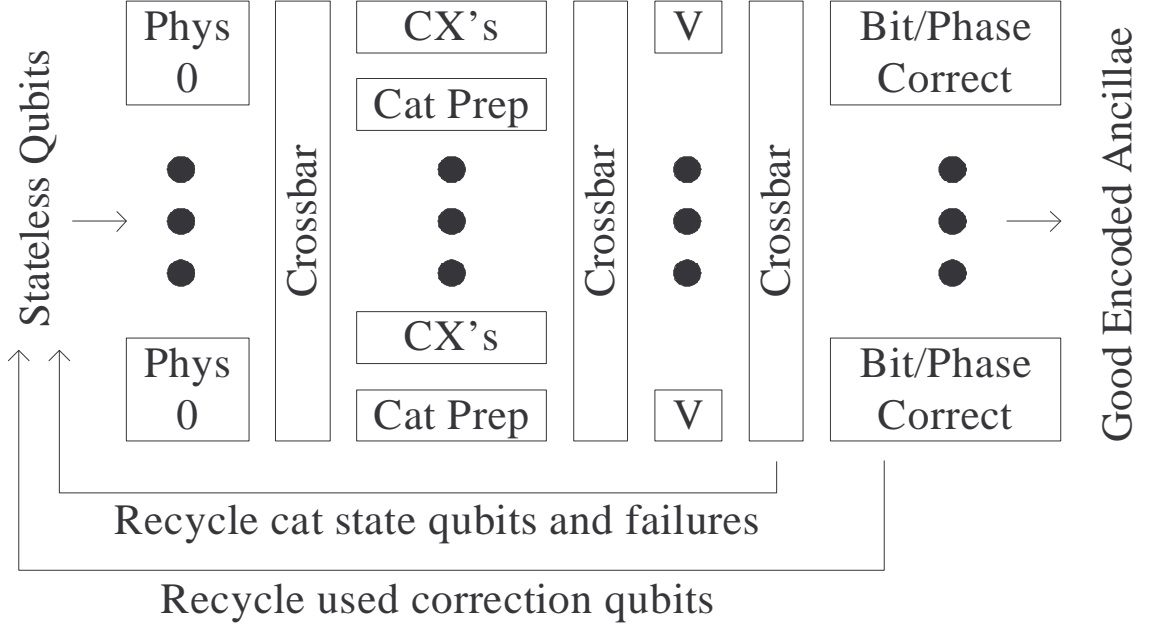 Stateless Qubits
Phys
0
Phys
0
Crossbar
CX's
Cat Prep
CX's
Cat Prep
Crossbar
V
V
Crossbar
Bit/Phase
Correct
Bit/Phase
Correct
Good Encoded Ancillae
Recycle cat state qubits and failures
Recycle used correction qubits